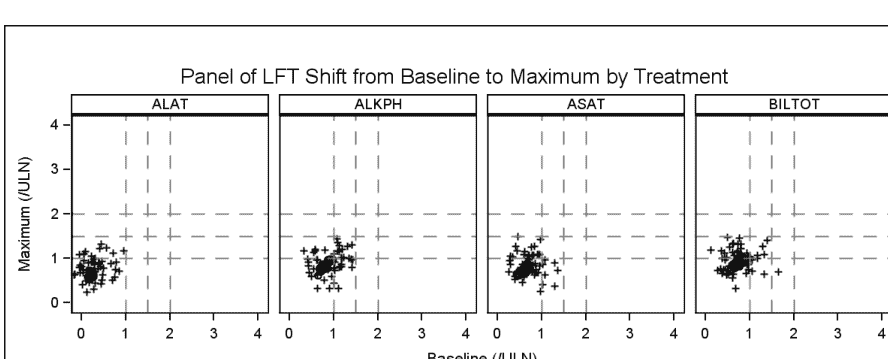 Panel of LFT Shift from Baseline to Maximum by Treatment
ALAT ALKPH ASAT BILTOT
Maximum (/ULN)
4
3
2
1
0
0 1 2 3 4 0 1 2 3 4 0 1 2 3 4 0 1 2 3 4
Baseline (/ULN)